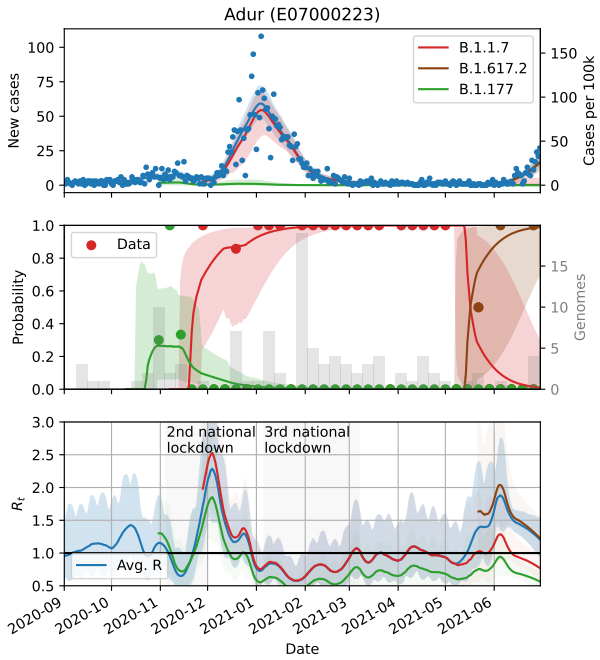 Adur (E07000223)
New cases
100
75
50
25
0
B.1.1.7
B.1.617.2
B.1.177
150
100
50
0
Cases per 100k
Probability
1.0
0.8
0.6
0.4
0.2
0.0
Data
15
10
5
0
Genomes
R_t
3.0
2.5
2.0
1.5
1.0
0.5
2nd national
lockdown
3rd national
lockdown
Avg. R
2020-09
2020-10
2020-11
2020-12
2021-01
2021-02
2021-03
2021-04
2021-05
2021-06
Date